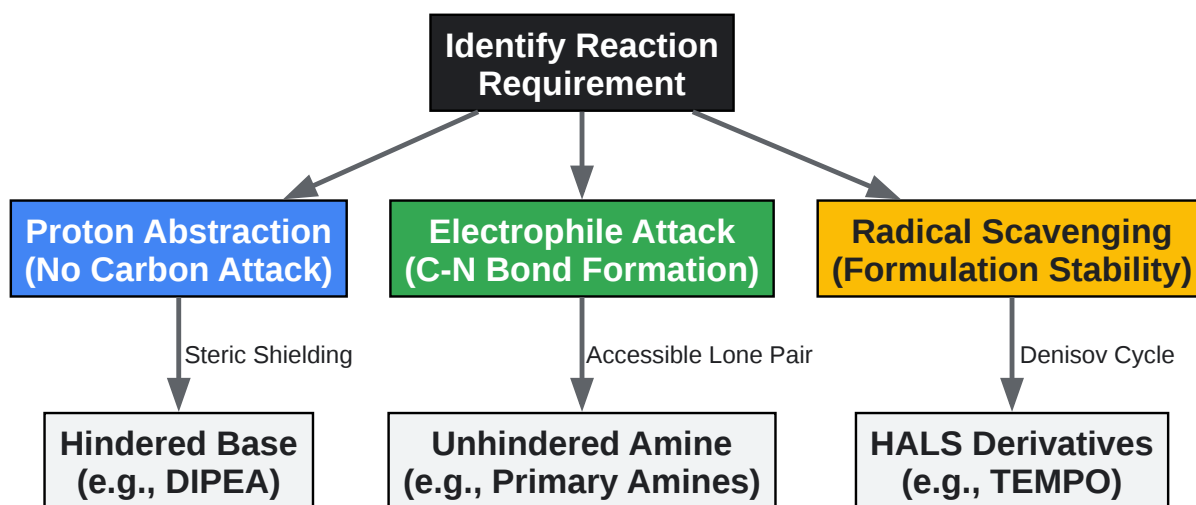 Identify Reaction
Requirement
Proton Abstraction
(No Carbon Attack)
Electrophile Attack
(C-N Bond Formation)
Radical Scavenging
(Formulation Stability)
Steric Shielding
Accessible Lone Pair
Denisov Cycle
Hindered Base
(e.g., DIPEA)
Unhindered Amine
(e.g., Primary Amines)
HALS Derivatives
(e.g., TEMPO)